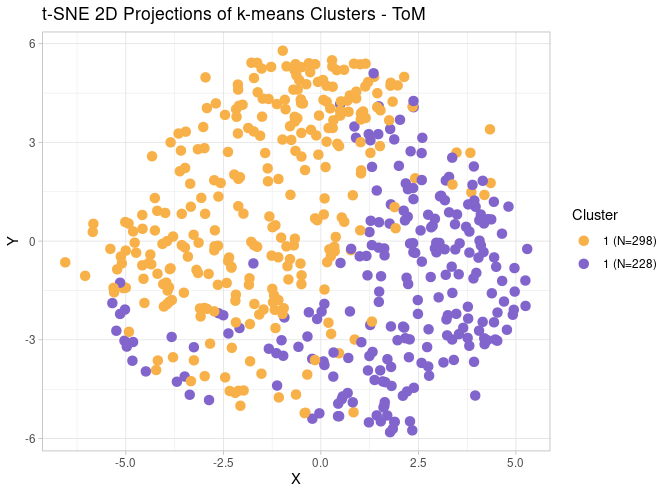 t-SNE 2D Projections of k-means Clusters - ToM
6
3
0
-3
-6
Y
-5.0 -2.5 0.0 2.5 5.0
X
Cluster
1 (N=298)
1 (N=228)